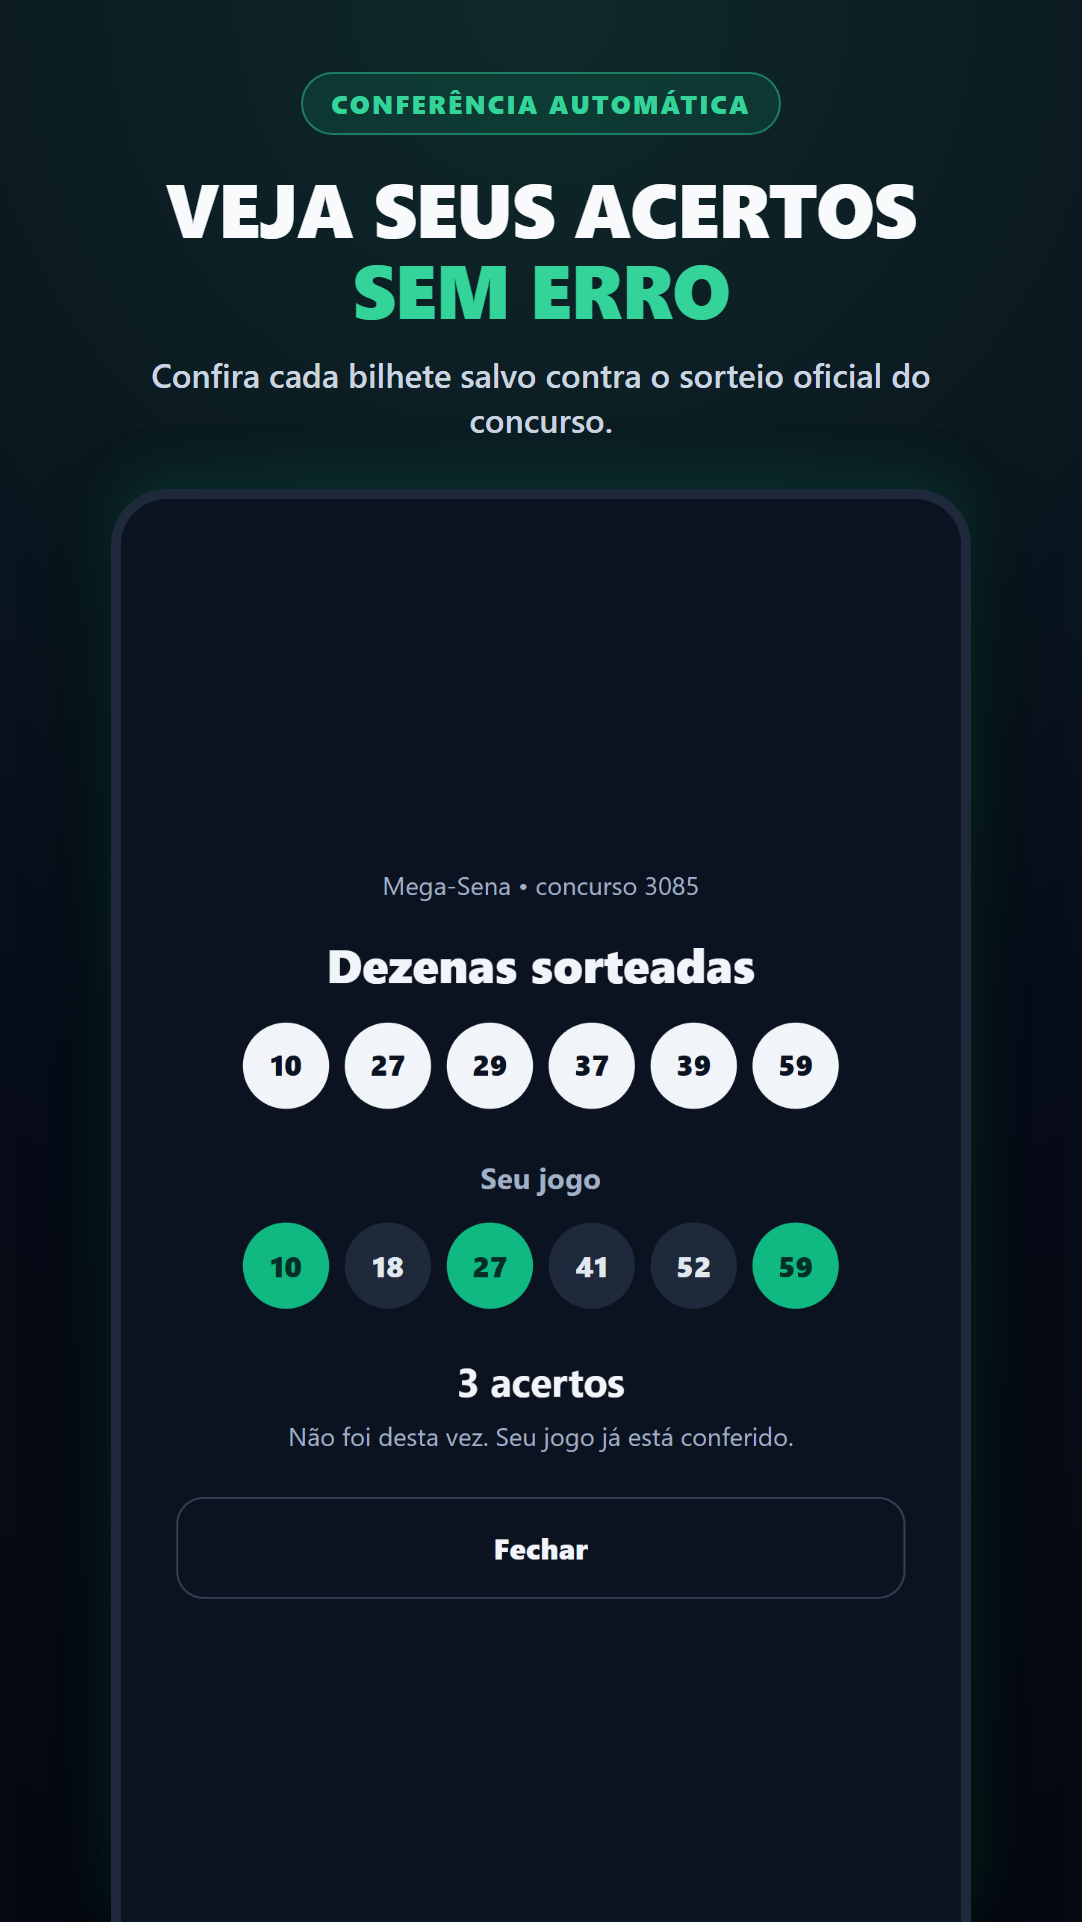 CONFERÊNCIA AUTOMÁTICA
VEJA SEUS ACERTOS
SEM ERRO
Confira cada bilhete salvo contra o sorteio oficial do
concurso.
Mega-Sena • concurso 3085
Dezenas sorteadas
10 27 29 37 39 59
Seu jogo
10 18 27 41 52 59
3 acertos
Não foi desta vez. Seu jogo já está conferido.
Fechar